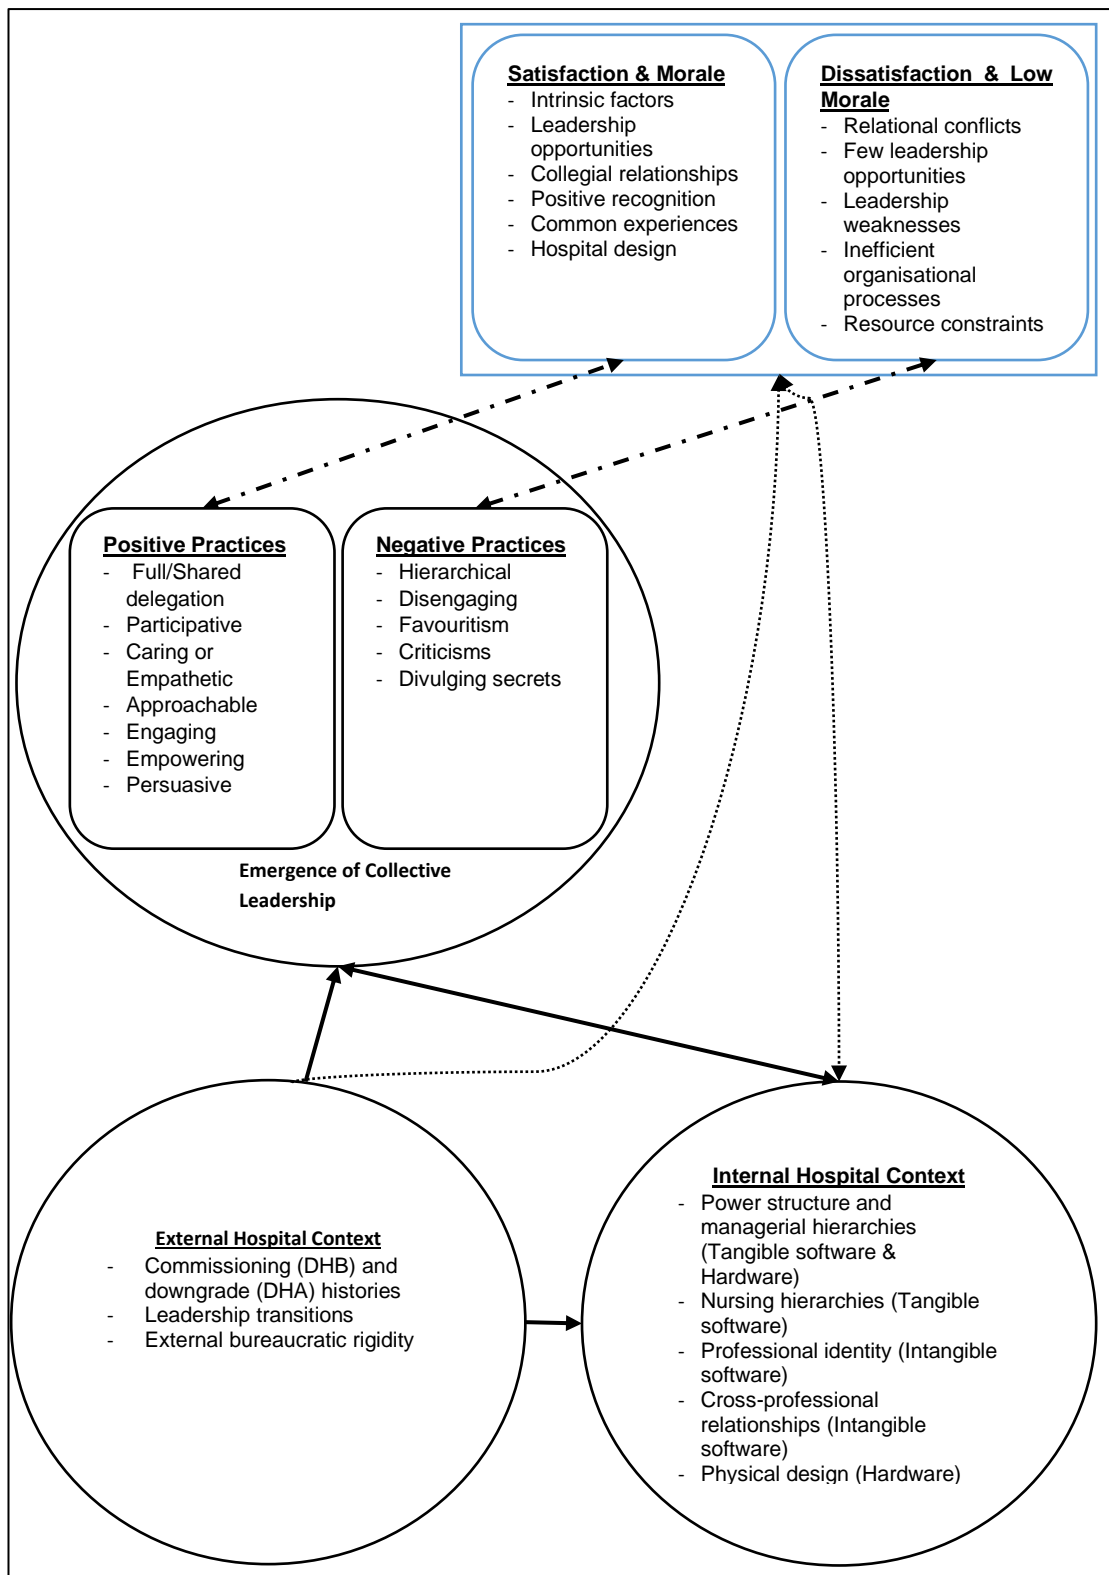 Satisfaction & Morale
- Intrinsic factors
- Leadership
opportunities
- Collegial relationships
- Positive recognition
- Common experiences
- Hospital design
Dissatisfaction & Low
Morale
- Relational conflicts
- Few leadership
opportunities
- Leadership
weaknesses
- Inefficient
organisational
processes
- Resource constraints
Positive Practices
- Full/Shared
delegation
- Participative
- Caring or
Empathetic
- Approachable
- Engaging
- Empowering
- Persuasive
Negative Practices
- Hierarchical
- Disengaging
- Favouritism
- Criticisms
- Divulging secrets
Emergence of Collective
Leadership
External Hospital Context
- Commissioning (DHB) and
downgrade (DHA) histories
- Leadership transitions
- External bureaucratic rigidity
Internal Hospital Context
- Power structure and
managerial hierarchies
(Tangible software &
Hardware)
- Nursing hierarchies (Tangible
software)
- Professional identity (Intangible
software)
- Cross-professional
relationships (Intangible
software)
- Physical design (Hardware)